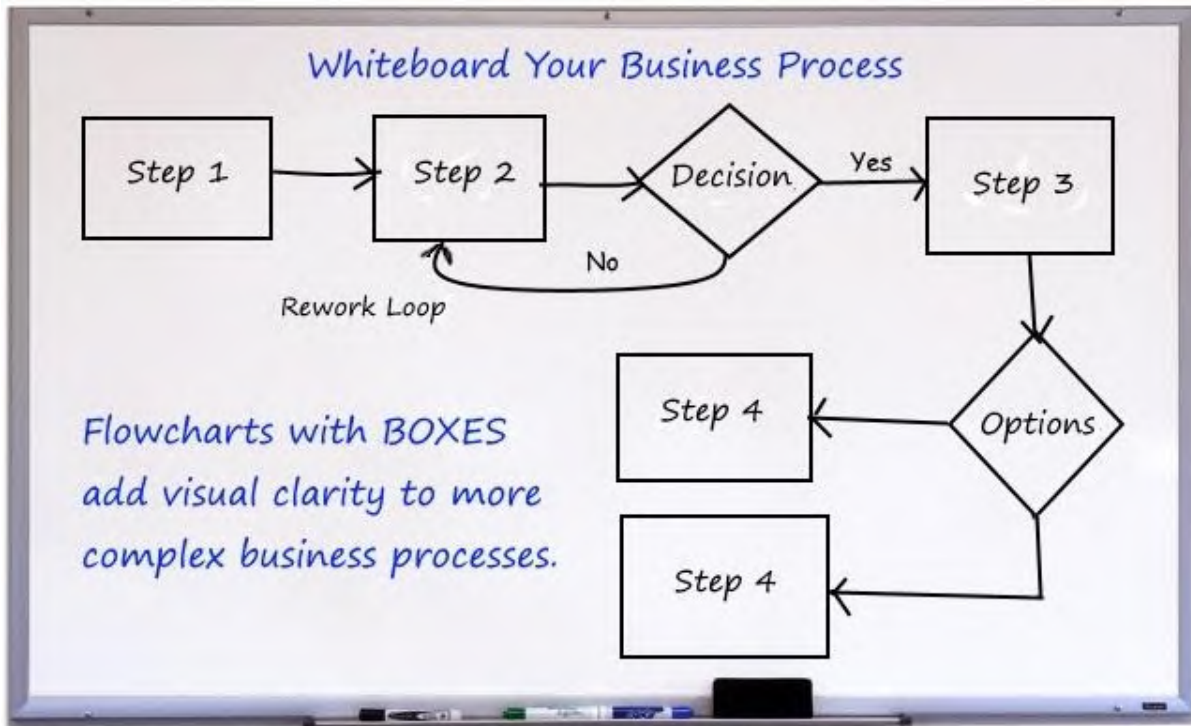 Whiteboard Your Business Process
Step 1
Step 2
Decision
Yes
Step 3
No
Rework Loop
Options
Step 4
Step 4
Flowcharts with BOXES
add visual clarity to more
complex business processes.